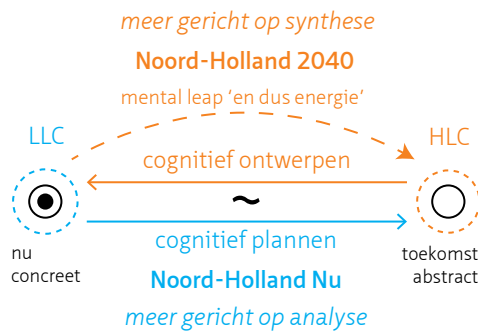 meer gericht op synthese
Noord-Holland 2040
mental leap 'en dus energie'
LLC
HLC
cognitief ontwerpen
~
cognitief plannen
nu
concreet
toekomst
abstract
Noord-Holland Nu
meer gericht op analyse